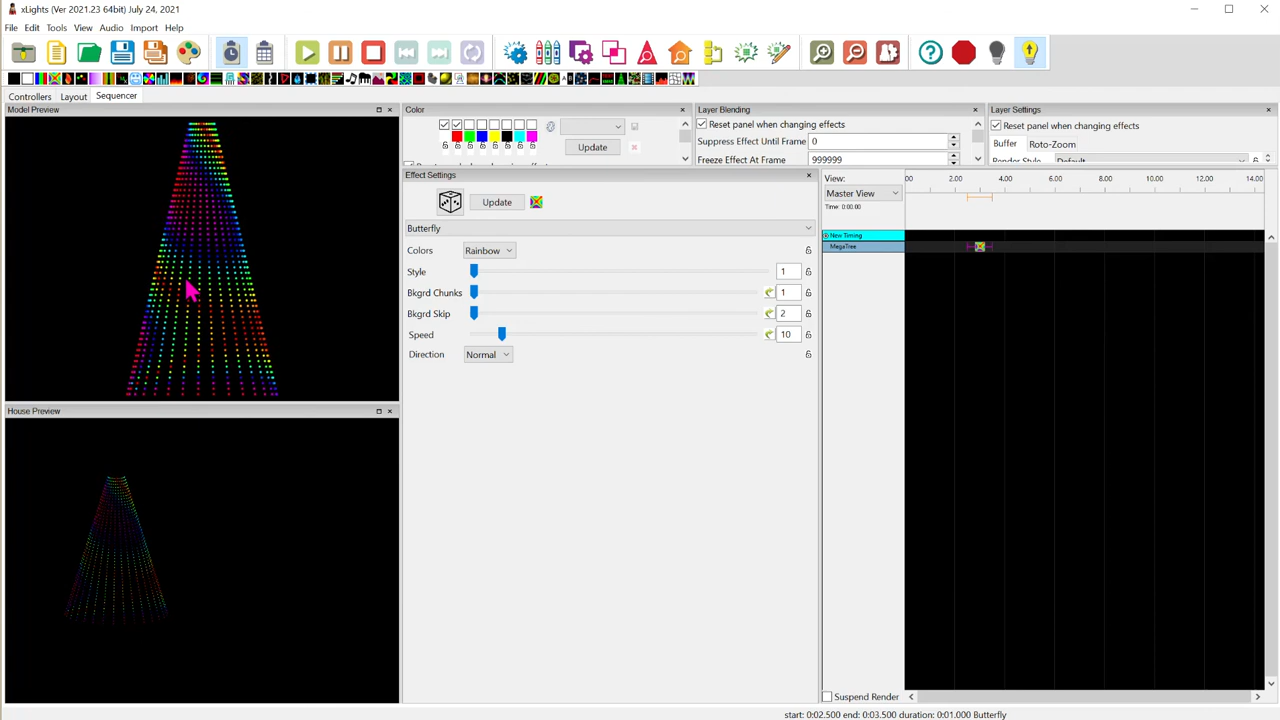 xLights (Ver 2021.23 64bit) July 24, 2021
File Edit Tools View Audio Import Help
Controllers Layout Sequencer
Model Preview
House Preview
Color
Update
Layer Blending
Reset panel when changing effects
Suppress Effect Until Frame 0
Freeze Effect At Frame 999999
Layer Settings
Reset panel when changing effects
Buffer Roto-Zoom
Render Style Default
Effect Settings
Update
Butterfly
Colors Rainbow
Style 1
Bkgrd Chunks 1
Bkgrd Skip 2
Speed 10
Direction Normal
View:
Master View
Time: 0:00.00
0.00 2.00 4.00 6.00 8.00 10.00 12.00 14.00
New Timing
MegaTree
Suspend Render
start: 0:02.500 end: 0:03.500 duration: 0:01.000 Butterfly